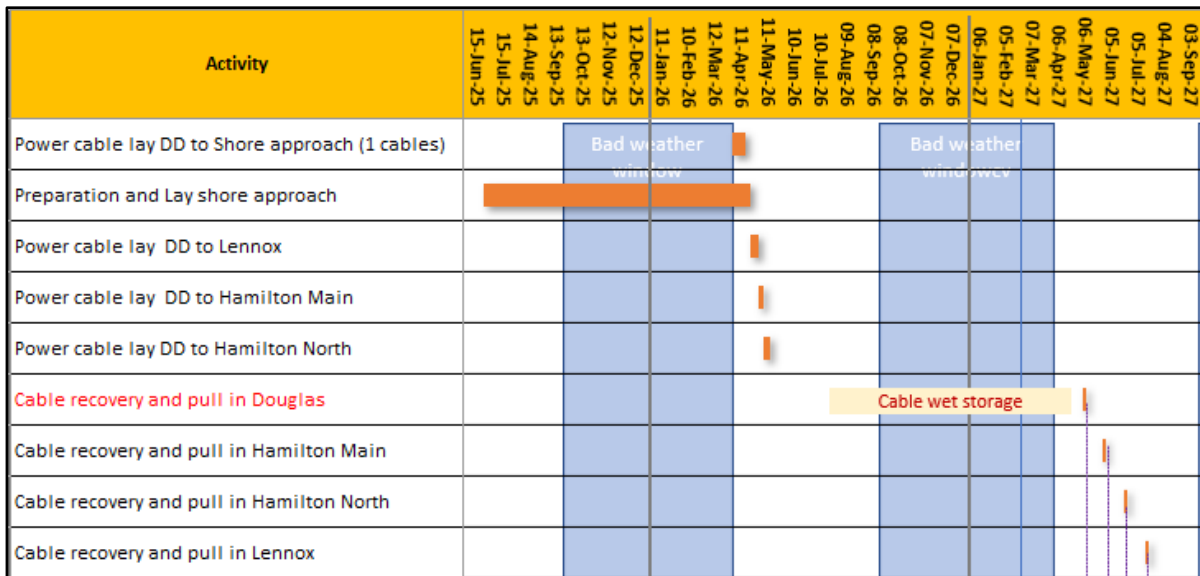 Activity
15-Jun-25
15-Jul-25
14-Aug-25
13-Sep-25
13-Oct-25
12-Nov-25
12-Dec-25
11-Jan-26
10-Feb-26
12-Mar-26
11-Apr-26
11-May-26
10-Jun-26
10-Jul-26
09-Aug-26
08-Sep-26
08-Oct-26
07-Nov-26
07-Dec-26
06-Jan-27
05-Feb-27
07-Mar-27
06-Apr-27
06-May-27
05-Jun-27
05-Jul-27
04-Aug-27
03-Sep-27
Power cable lay DD to Shore approach (1 cables)
Bad weather
window
Bad weather
windowcv
Preparation and Lay shore approach
Power cable lay  DD to Lennox
Power cable lay  DD to Hamilton Main
Power cable lay  DD to Hamilton North
Cable recovery and pull in Douglas
Cable wet storage
Cable recovery and pull in Hamilton Main
Cable recovery and pull in Hamilton North
Cable recovery and pull in Lennox